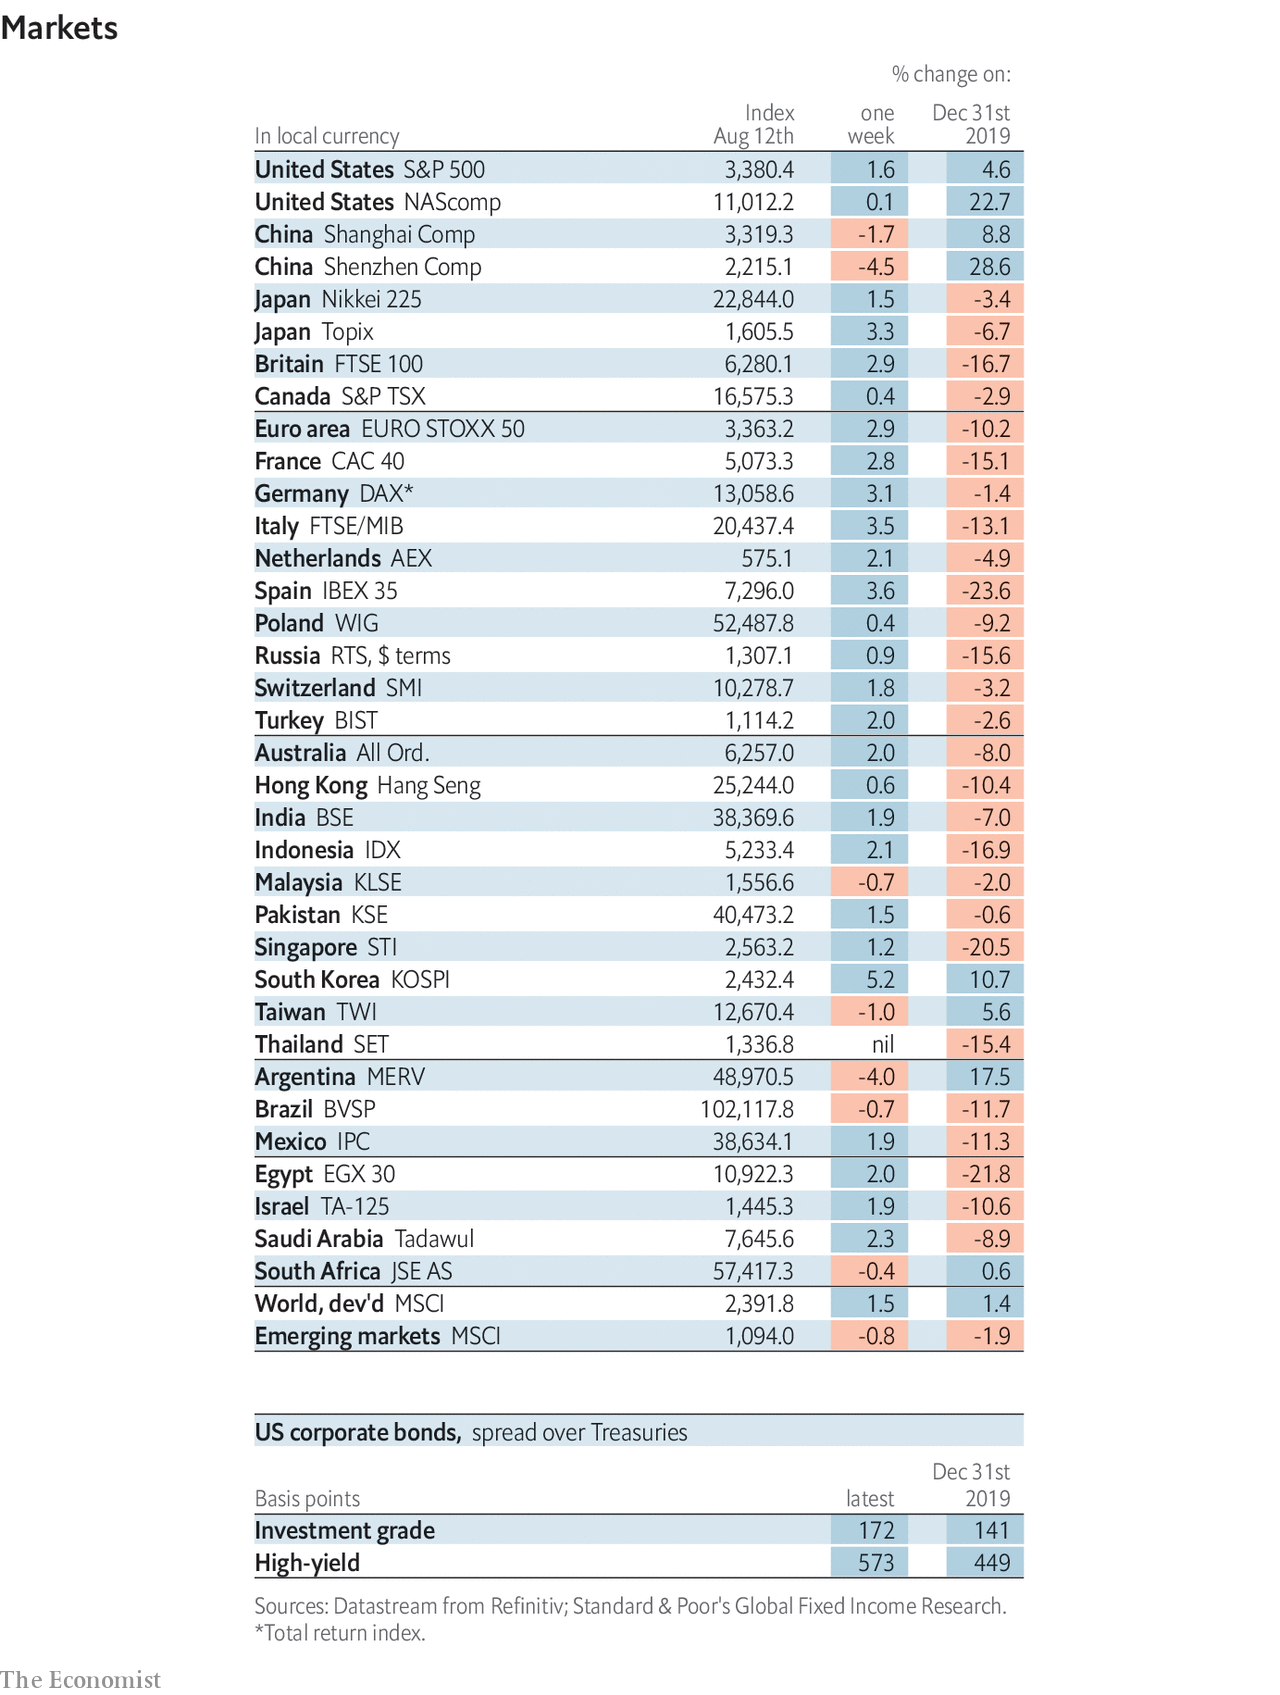 Markets
% change on:
Index one Dec 31st
In local currency Aug 12th week 2019
United States S&P 500 3,380.4 1.6 4.6
United States NAScomp 11,012.2 0.1 22.7
China Shanghai Comp 3,319.3 -1.7 8.8
China Shenzhen Comp 2,215.1 -4.5 28.6
Japan Nikkei 225 22,844.0 1.5 -3.4
Japan Topix 1,605.5 3.3 -6.7
Britain FTSE 100 6,280.1 2.9 -16.7
Canada S&P TSX 16,575.3 0.4 -2.9
Euro area EURO STOXX 50 3,363.2 2.9 -10.2
France CAC 40 5,073.3 2.8 -15.1
Germany DAX* 13,058.6 3.1 -1.4
Italy FTSE/MIB 20,437.4 3.5 -13.1
Netherlands AEX 575.1 2.1 -4.9
Spain IBEX 35 7,296.0 3.6 -23.6
Poland WIG 52,487.8 0.4 -9.2
Russia RTS, $ terms 1,307.1 0.9 -15.6
Switzerland SMI 10,278.7 1.8 -3.2
Turkey BIST 1,114.2 2.0 -2.6
Australia All Ord. 6,257.0 2.0 -8.0
Hong Kong Hang Seng 25,244.0 0.6 -10.4
India BSE 38,369.6 1.9 -7.0
Indonesia IDX 5,233.4 2.1 -16.9
Malaysia KLSE 1,556.6 -0.7 -2.0
Pakistan KSE 40,473.2 1.5 -0.6
Singapore STI 2,563.2 1.2 -20.5
South Korea KOSPI 2,432.4 5.2 10.7
Taiwan TWI 12,670.4 -1.0 5.6
Thailand SET 1,336.8 nil -15.4
Argentina MERV 48,970.5 -4.0 17.5
Brazil BVSP 102,117.8 -0.7 -11.7
Mexico IPC 38,634.1 1.9 -11.3
Egypt EGX 30 10,922.3 2.0 -21.8
Israel TA-125 1,445.3 1.9 -10.6
Saudi Arabia Tadawul 7,645.6 2.3 -8.9
South Africa JSE AS 57,417.3 -0.4 0.6
World, dev'd MSCI 2,391.8 1.5 1.4
Emerging markets MSCI 1,094.0 -0.8 -1.9
US corporate bonds, spread over Treasuries
Dec 31st
Basis points latest 2019
Investment grade 172 141
High-yield 573 449
Sources: Datastream from Refinitiv; Standard & Poor's Global Fixed Income Research.
*Total return index.
The Economist